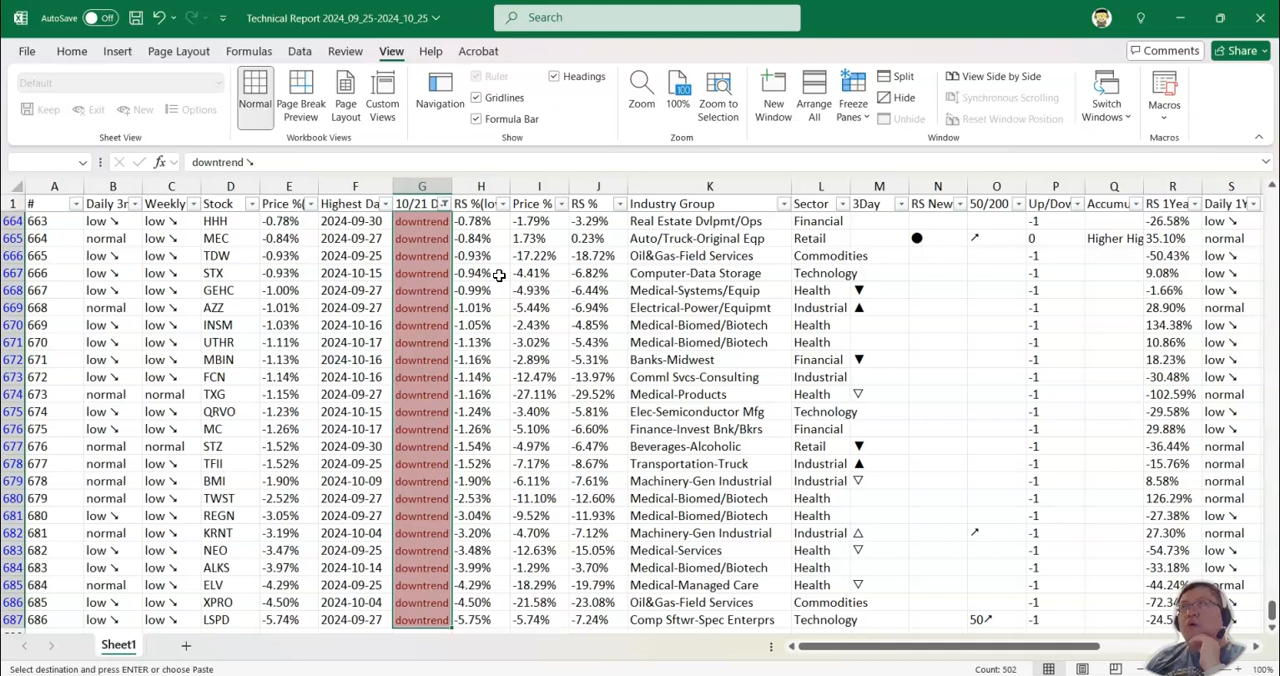 AutoSave Off Technical Report 2024_09_25-2024_10_25 Search
File Home Insert Page Layout Formulas Data Review View Help Acrobat Comments Share
Default
Keep Exit New Options
Sheet View
Normal Page Break Preview Page Layout Custom Views
Workbook Views
Navigation Ruler Gridlines Formula Bar Headings
Show
Zoom 100% Zoom to Selection
Zoom
New Window Arrange All Freeze Panes Split Hide Unhide View Side by Side Synchronous Scrolling Reset Window Position Switch Windows
Window
Macros
Macros
fx downtrend ↘
A B C D E F G H I J K L M N O P Q R S
1 # Daily 3r Weekly Stock Price %( Highest Da 10/21 D RS %(lo Price % RS % Industry Group Sector 3Day RS New 50/200 Up/Dow Accumu RS 1Year Daily 1Y
664 663 low ↘ low ↘ HHH -0.78% 2024-09-30 downtrend -0.78% -1.79% -3.29% Real Estate Dvlpmt/Ops Financial -1 -26.58% low ↘
665 664 normal low ↘ MEC -0.84% 2024-09-27 downtrend -0.84% 1.73% 0.23% Auto/Truck-Original Eqp Retail ● ↗ 0 Higher Hig 35.10% normal
666 665 low ↘ low ↘ TDW -0.93% 2024-09-27 downtrend -0.93% -17.22% -18.72% Oil&Gas-Field Services Commodities -1 -50.43% low ↘
667 666 low ↘ low ↘ STX -0.93% 2024-10-15 downtrend -0.94% -4.41% -6.82% Computer-Data Storage Technology -1 9.08% low ↘
668 667 low ↘ low ↘ GEHC -1.00% 2024-09-27 downtrend -0.99% -4.93% -6.44% Medical-Systems/Equip Health ▼ -1 -1.66% low ↘
669 668 normal low ↘ AZZ -1.01% 2024-09-27 downtrend -1.01% -5.44% -6.94% Electrical-Power/Equipmt Industrial ▲ -1 28.90% normal
670 669 low ↘ low ↘ INSM -1.03% 2024-10-16 downtrend -1.05% -2.43% -4.85% Medical-Biomed/Biotech Health -1 134.38% low ↘
671 670 low ↘ low ↘ UTHR -1.11% 2024-10-17 downtrend -1.13% -3.02% -5.43% Medical-Biomed/Biotech Health -1 10.86% low ↘
672 671 low ↘ low ↘ MBIN -1.13% 2024-10-16 downtrend -1.16% -2.89% -5.31% Banks-Midwest Financial ▼ -1 18.23% low ↘
673 672 low ↘ low ↘ FCN -1.14% 2024-10-16 downtrend -1.14% -12.47% -13.97% Comml Svcs-Consulting Industrial -1 -30.48% low ↘
674 673 normal normal TXG -1.15% 2024-09-27 downtrend -1.16% -27.11% -29.52% Medical-Products Health ▽ -1 -102.59% low ↘
675 674 low ↘ low ↘ QRVO -1.23% 2024-10-15 downtrend -1.24% -3.40% -5.81% Elec-Semiconductor Mfg Technology -1 -29.58% low ↘
676 675 low ↘ low ↘ MC -1.26% 2024-10-17 downtrend -1.26% -5.10% -6.60% Finance-Invest Bnk/Bkrs Financial -1 29.88% low ↘
677 676 normal normal STZ -1.52% 2024-09-30 downtrend -1.54% -4.97% -6.47% Beverages-Alcoholic Retail ▼ -1 -36.44% normal
678 677 normal low ↘ TFII -1.52% 2024-09-25 downtrend -1.52% -7.17% -8.67% Transportation-Truck Industrial ▲ -1 -15.76% normal
679 678 normal low ↘ BMI -1.90% 2024-10-09 downtrend -1.90% -6.11% -7.61% Machinery-Gen Industrial Industrial ▽ -1 8.58% normal
680 679 normal low ↘ TWST -2.52% 2024-09-27 downtrend -2.53% -11.10% -12.60% Medical-Biomed/Biotech Health -1 126.29% low ↘
681 680 low ↘ low ↘ REGN -3.05% 2024-09-27 downtrend -3.04% -9.52% -11.93% Medical-Biomed/Biotech Health -1 -27.38% low ↘
682 681 normal low ↘ KRNT -3.19% 2024-10-04 downtrend -3.20% -4.70% -7.12% Machinery-Gen Industrial Industrial △ ↗ -1 27.30% normal
683 682 low ↘ low ↘ NEO -3.47% 2024-09-25 downtrend -3.48% -12.63% -15.05% Medical-Services Health ▽ -1 -54.73% low ↘
684 683 low ↘ low ↘ ALKS -3.97% 2024-10-14 downtrend -3.99% -1.29% -3.70% Medical-Biomed/Biotech Health -1 -33.18% low ↘
685 684 normal low ↘ ELV -4.29% 2024-09-25 downtrend -4.29% -18.29% -19.79% Medical-Managed Care Health ▽ -1 -44.24% normal
686 685 low ↘ low ↘ XPRO -4.50% 2024-10-04 downtrend -4.50% -21.58% -23.08% Oil&Gas-Field Services Commodities -1 -72.34 low ↘
687 686 low ↘ low ↘ LSPD -5.74% 2024-09-27 downtrend -5.75% -5.74% -7.24% Comp Sftwr-Spec Enterprs Technology 50↗ -1 -24.5 low ↘
Sheet1
Select destination and press ENTER or choose Paste Count: 502 100%